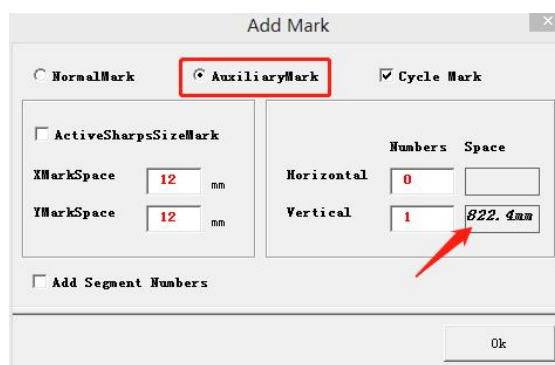 Add Mark
NormalMark AuxiliaryMark Cycle Mark
ActiveSharpsSizeMark
Numbers Space
XMarkSpace 12 mm Horizontal 0
YMarkSpace 12 mm Vertical 1 822.4mm
Add Segment Numbers
Ok